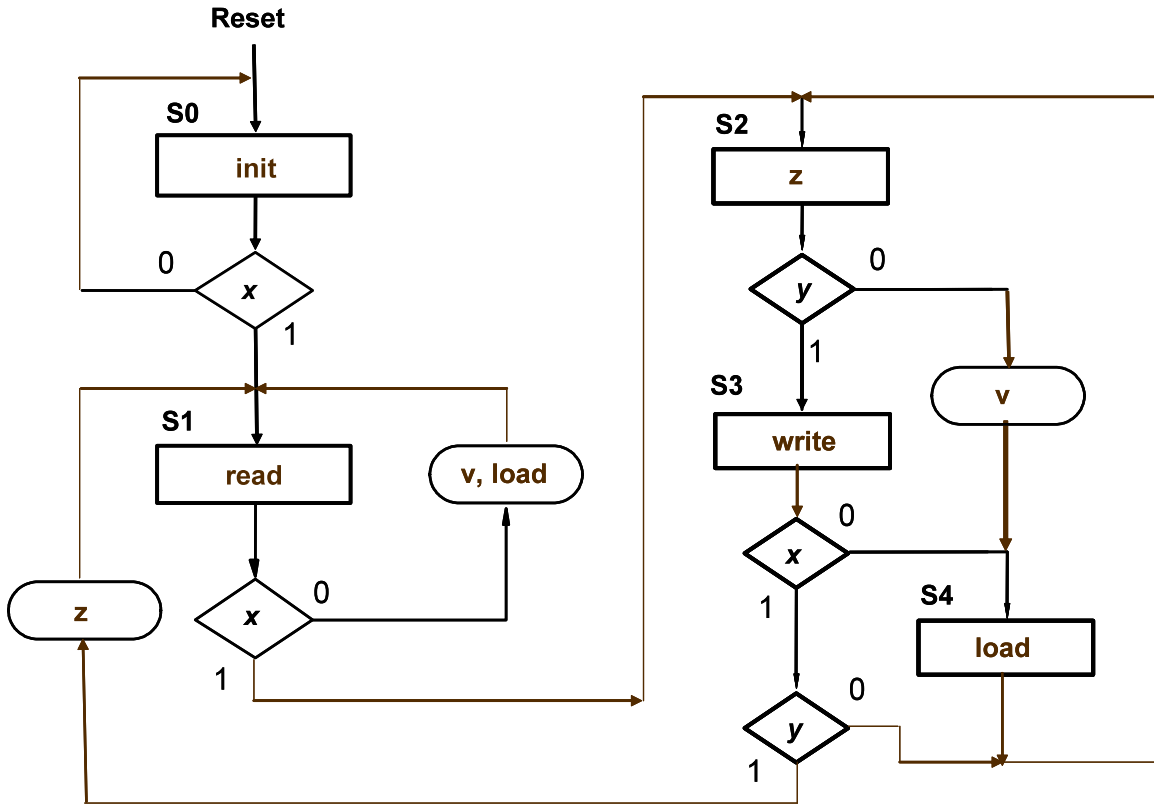 Reset
S0
init
0
x
1
S1
read
v, load
x
0
1
z
S2
z
y
0
1
v
S3
write
x
0
1
S4
load
y
0
1